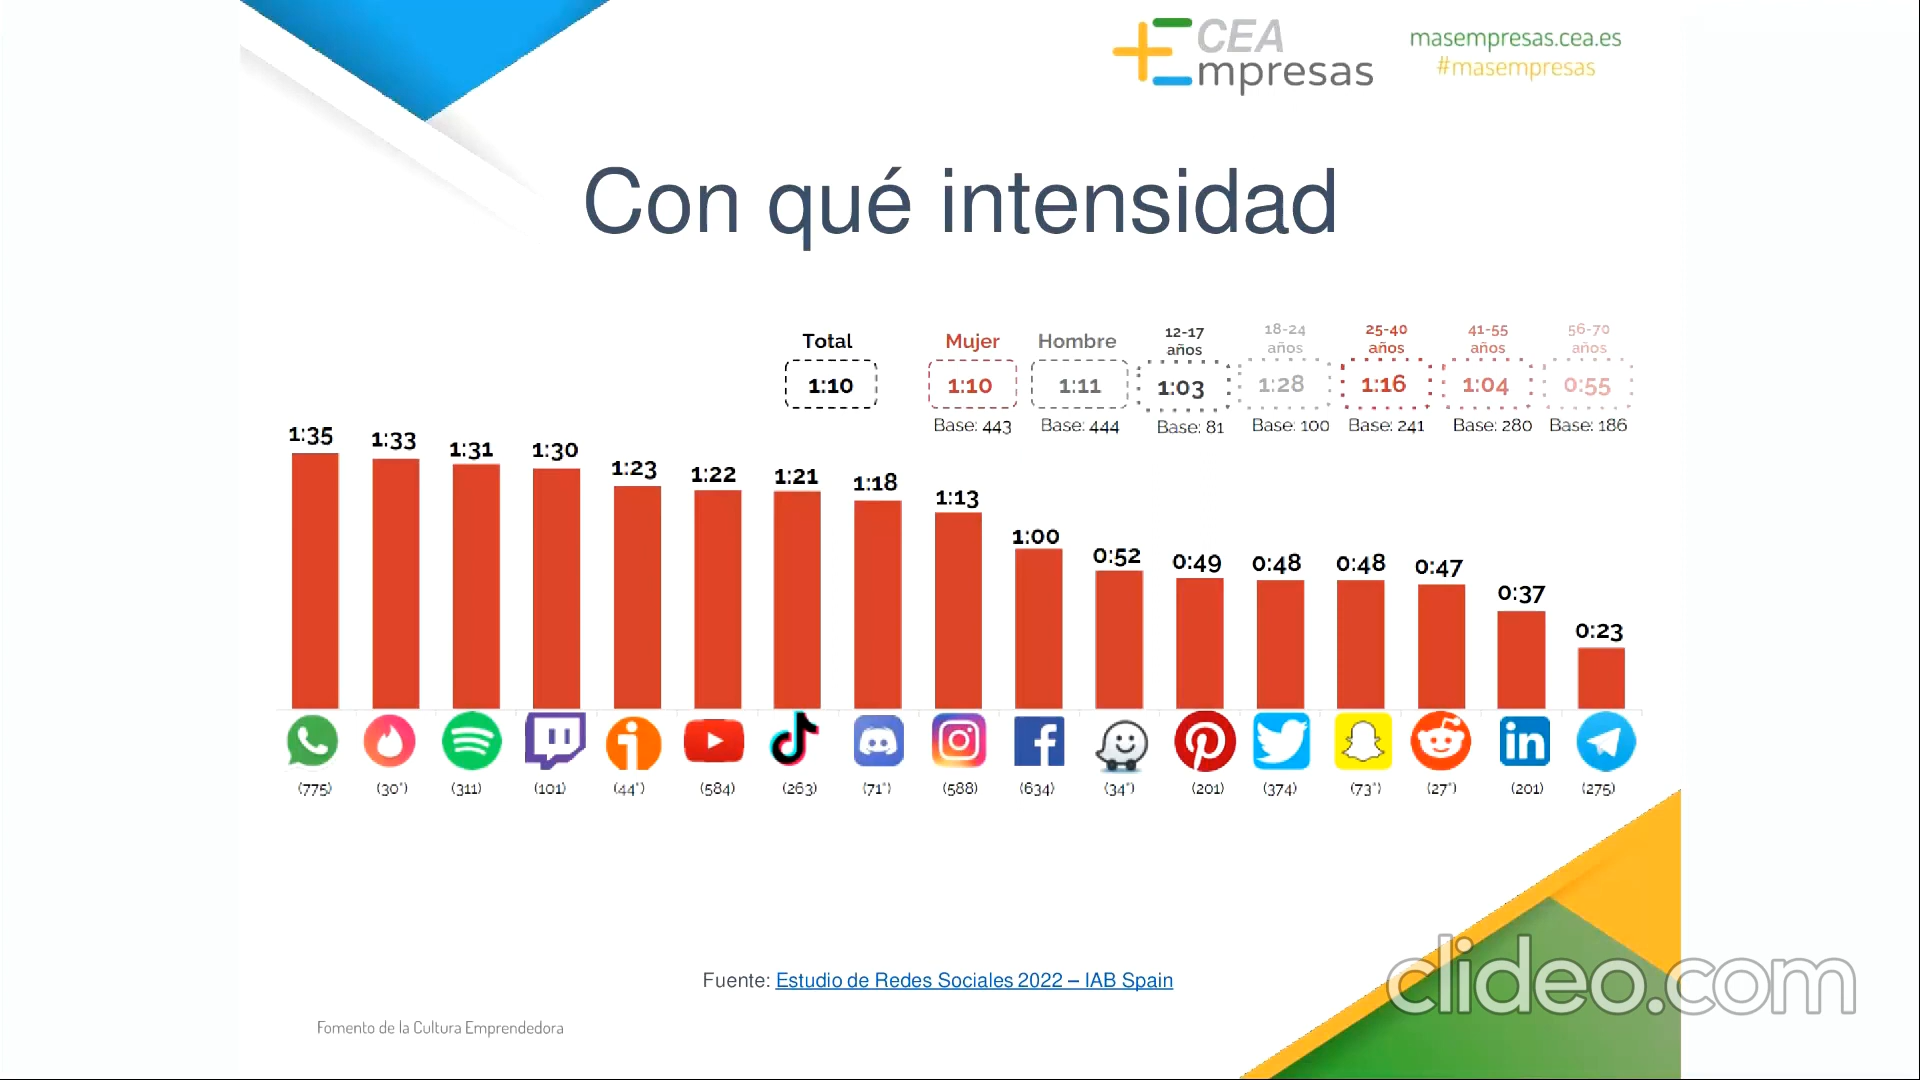 CEA
Empresas
masempresas.cea.es
#masempresas
Con qué intensidad
Total
Mujer
Hombre
12-17
años
18-24
años
25-40
años
41-55
años
56-70
años
1:10
1:10
1:11
1:03
1:28
1:16
1:04
0:55
Base: 443
Base: 444
Base: 81
Base: 100
Base: 241
Base: 280
Base: 186
1:35
1:33
1:31
1:30
1:23
1:22
1:21
1:18
1:13
1:00
0:52
0:49
0:48
0:48
0:47
0:37
0:23
in
(775)
(30*)
(311)
(101)
(44*)
(584)
(263)
(71*)
(588)
(634)
(34*)
(201)
(374)
(73*)
(27*)
(201)
(275)
Fuente: Estudio de Redes Sociales 2022 – IAB Spain
Fomento de la Cultura Emprendedora
clideo.com